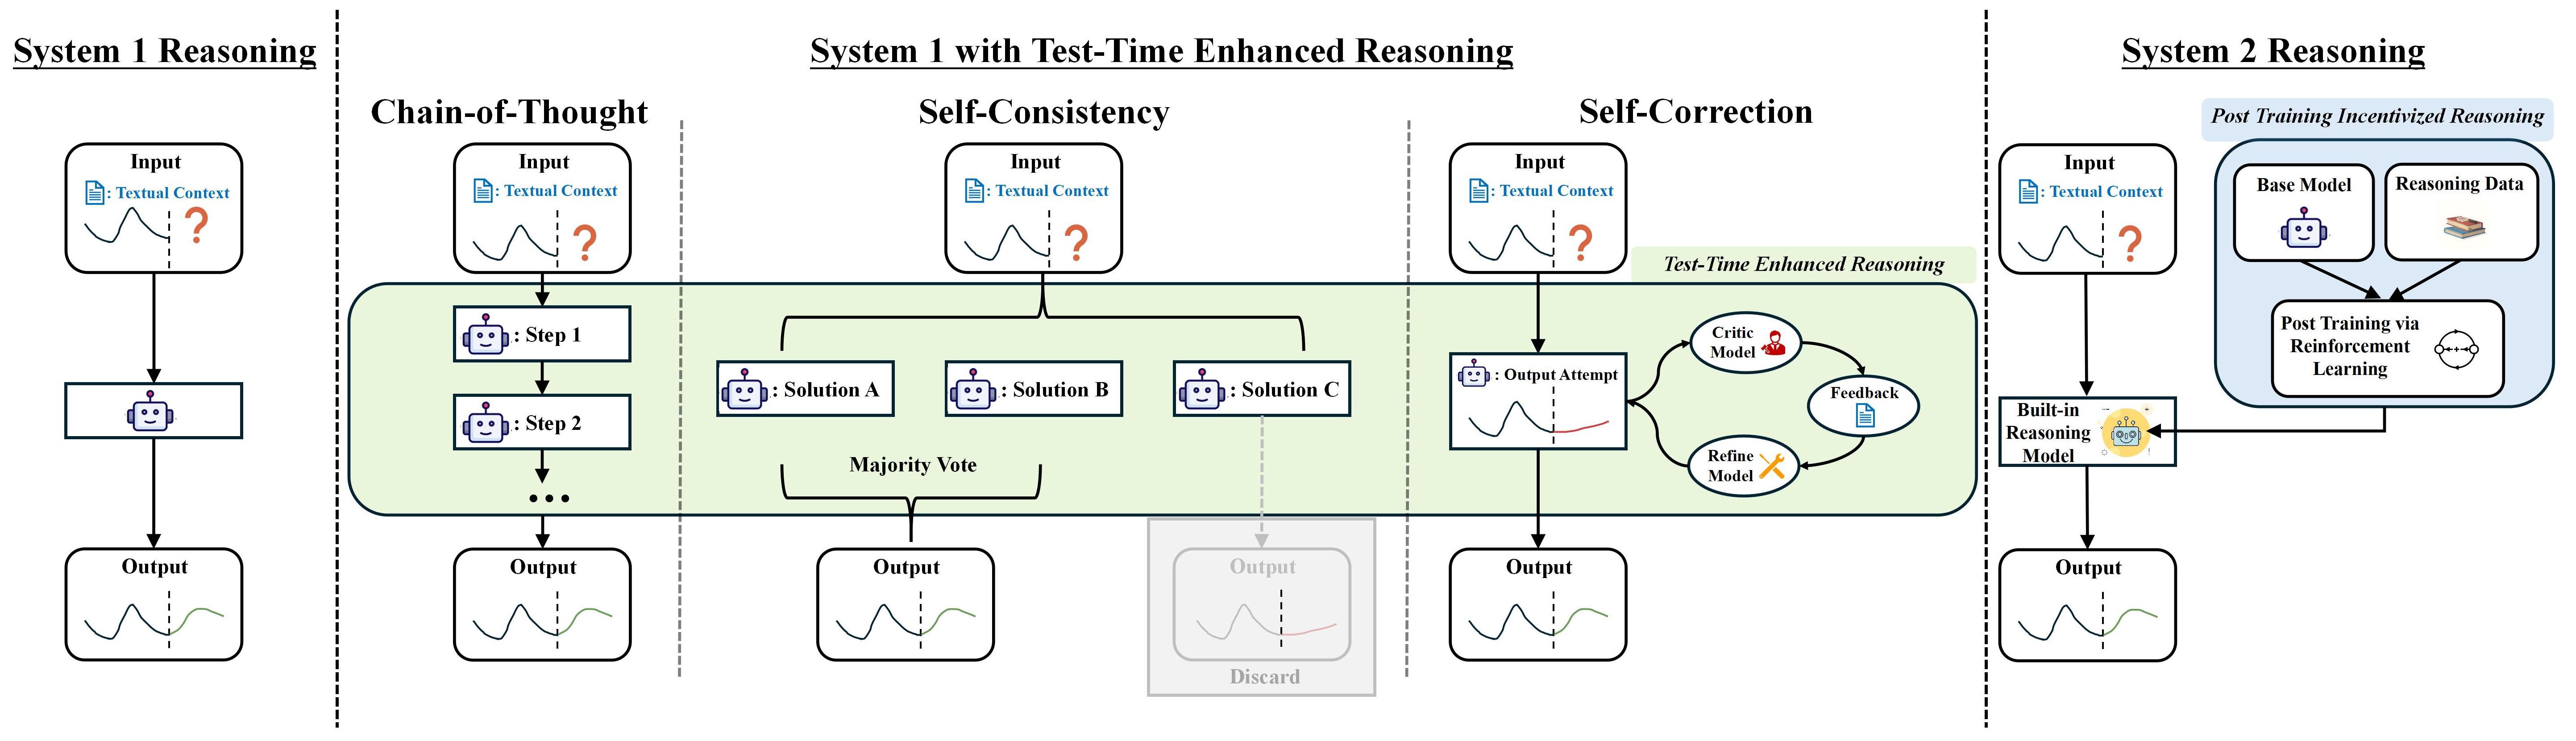 System 1 Reasoning
Input
: Textual Context
?
Output
System 1 with Test-Time Enhanced Reasoning
Chain-of-Thought
Input
: Textual Context
?
: Step 1
: Step 2
...
Output
Self-Consistency
Input
: Textual Context
?
: Solution A
: Solution B
: Solution C
Majority Vote
Output
Output
Discard
Self-Correction
Input
: Textual Context
?
Test-Time Enhanced Reasoning
: Output Attempt
Critic
Model
Feedback
Refine
Model
Output
System 2 Reasoning
Input
: Textual Context
?
Post Training Incentivized Reasoning
Base Model
Reasoning Data
Post Training via
Reinforcement
Learning
Built-in
Reasoning
Model
Output